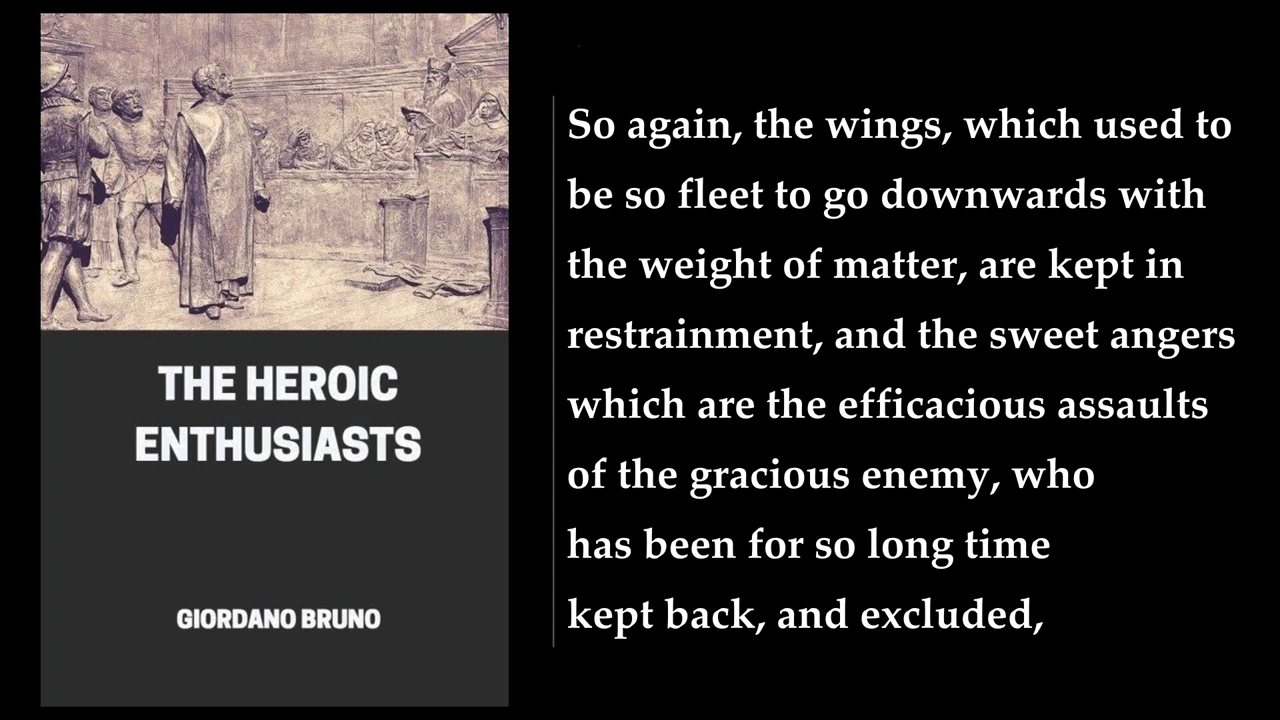 THE HEROIC
ENTHUSIASTS
GIORDANO BRUNO
So again, the wings, which used to
be so fleet to go downwards with
the weight of matter, are kept in
restrainment, and the sweet angers
which are the efficacious assaults
of the gracious enemy, who
has been for so long time
kept back, and excluded,